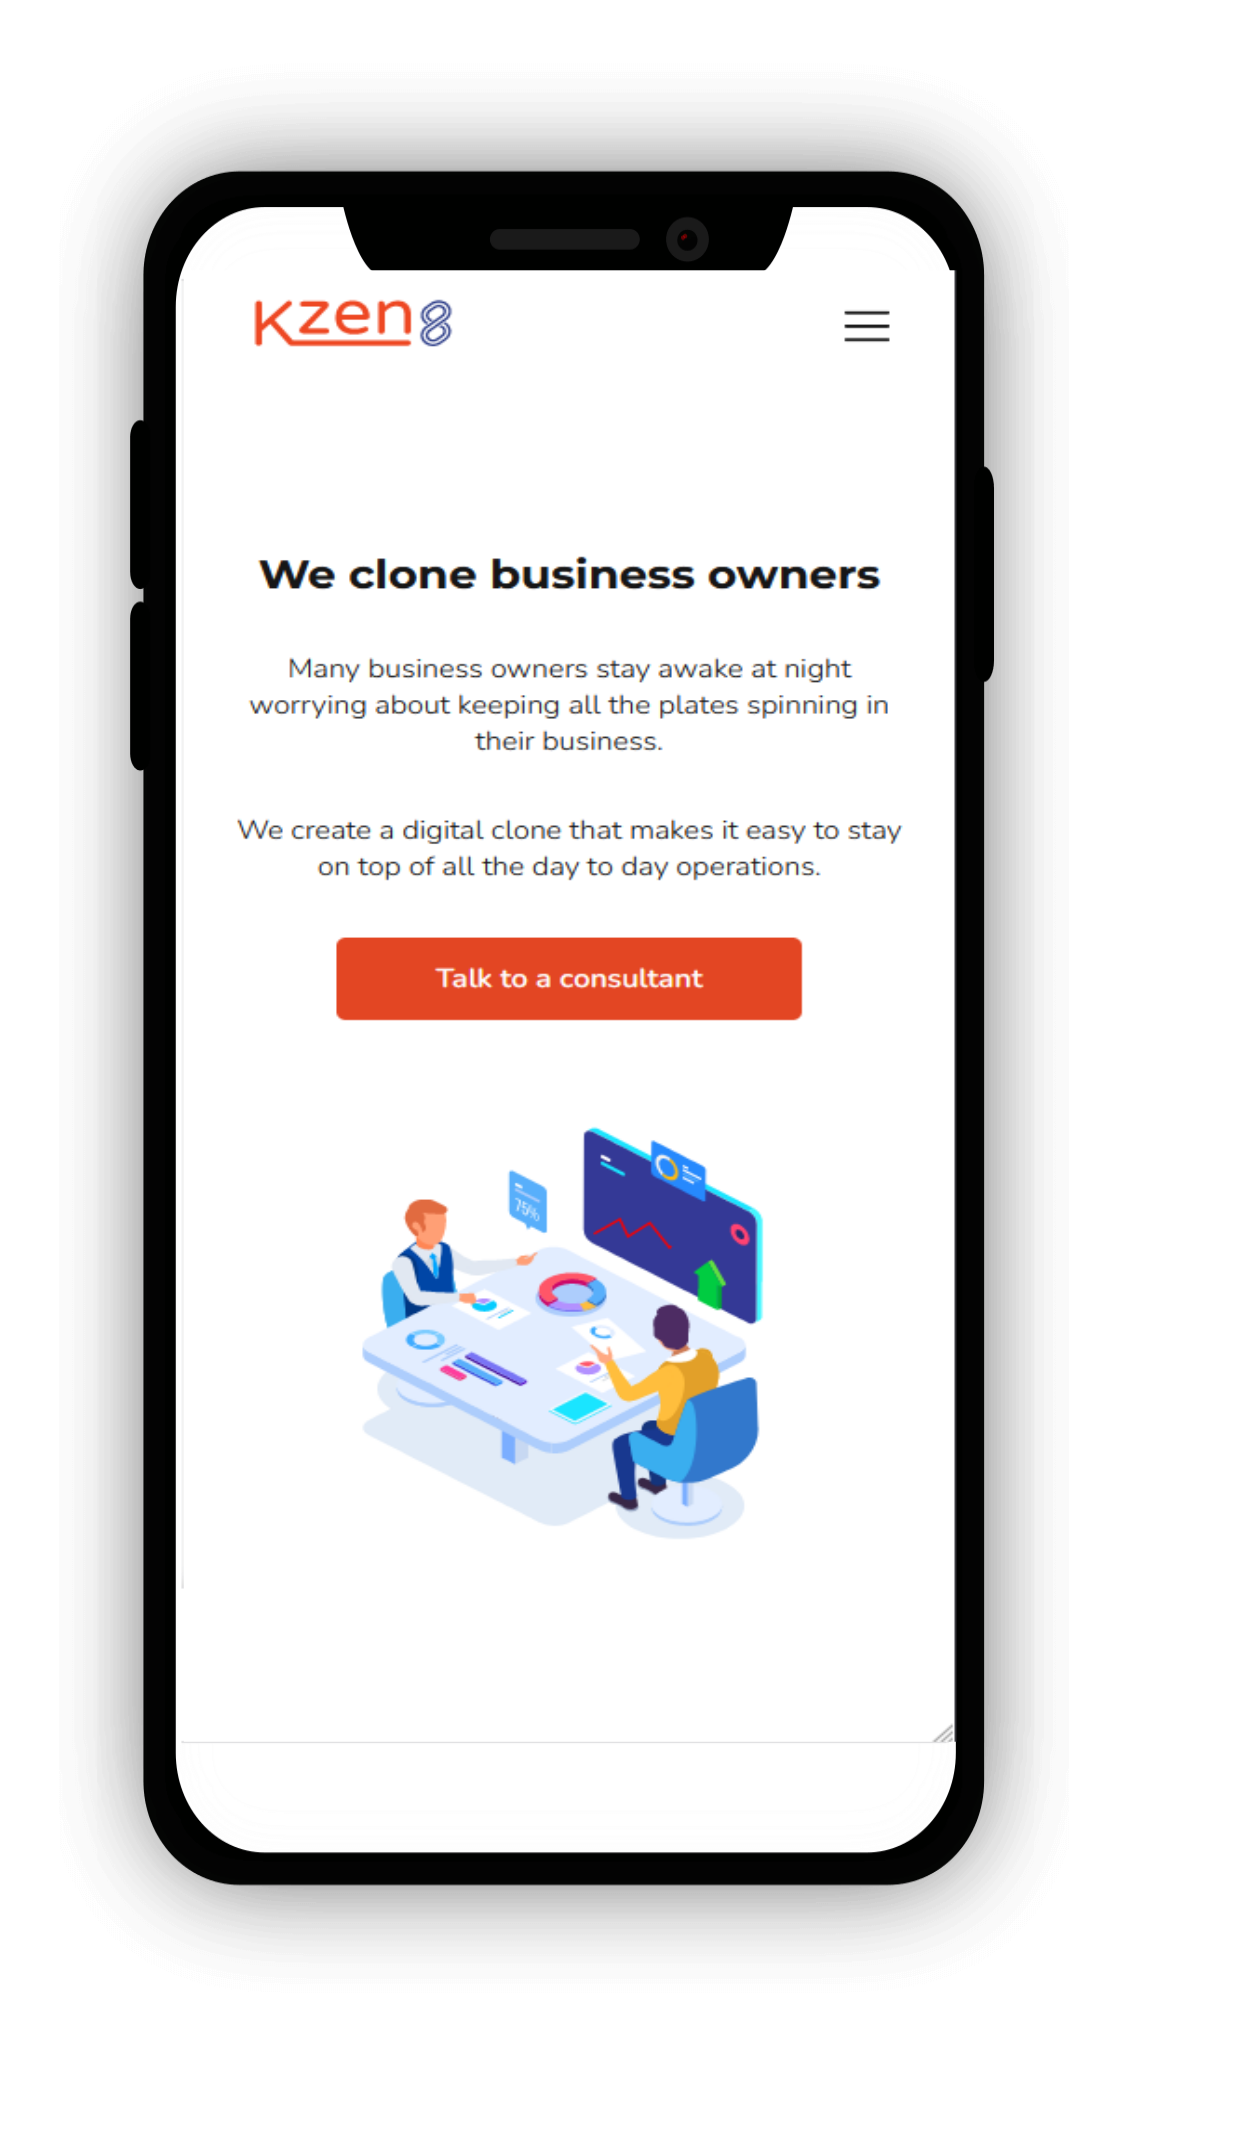 Kzen8
We clone business owners
Many business owners stay awake at night
worrying about keeping all the plates spinning in
their business.
We create a digital clone that makes it easy to stay
on top of all the day to day operations.
Talk to a consultant
75%